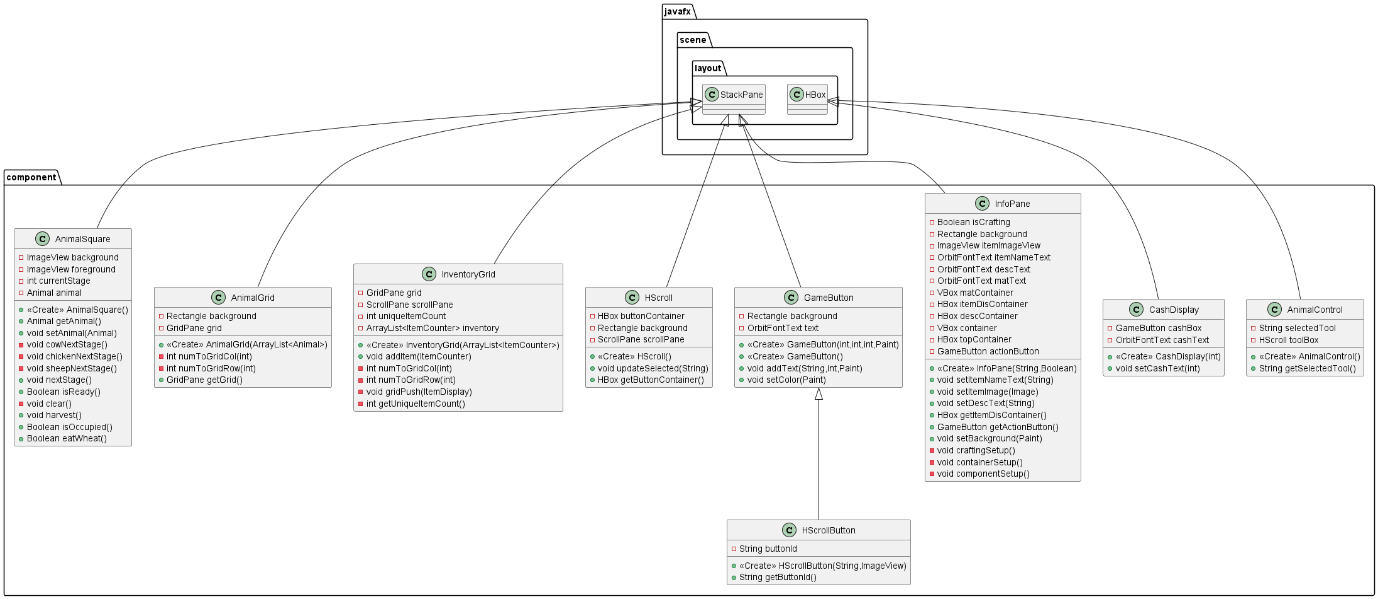 javafx
scene
layout
C StackPane
C HBox
component
C AnimalSquare
ImageView background
ImageView foreground
int currentStage
Animal animal
«Create» AnimalSquare()
Animal getAnimal()
void setAnimal(Animal)
void cowNextStage()
void chickenNextStage()
void sheepNextStage()
void nextStage()
Boolean isReady()
void clear()
void harvest()
Boolean isOccupied()
Boolean eatWheat()
C AnimalGrid
Rectangle background
GridPane grid
«Create» AnimalGrid(ArrayList<Animal>)
int numToGridCol(int)
int numToGridRow(int)
GridPane getGrid()
C InventoryGrid
GridPane grid
ScrollPane scrollPane
int uniqueItemCount
ArrayList<ItemCounter> inventory
«Create» InventoryGrid(ArrayList<ItemCounter>)
void addItem(ItemCounter)
int numToGridCol(int)
int numToGridRow(int)
void gridPush(ItemDisplay)
int getUniqueItemCount()
C HScroll
HBox buttonContainer
Rectangle background
ScrollPane scrollPane
«Create» HScroll()
void updateSelected(String)
HBox getButtonContainer()
C GameButton
Rectangle background
OrbitFontText text
«Create» GameButton(int,int,int,Paint)
«Create» GameButton()
void addText(String,int,Paint)
void setColor(Paint)
C InfoPane
Boolean isCrafting
Rectangle background
ImageView itemImageView
OrbitFontText itemNameText
OrbitFontText descText
OrbitFontText matText
VBox matContainer
HBox itemDisContainer
HBox descContainer
VBox container
HBox topContainer
GameButton actionButton
«Create» InfoPane(String,Boolean)
void setItemNameText(String)
void setItemImage(Image)
void setDescText(String)
HBox getItemDisContainer()
GameButton getActionButton()
void setBackground(Paint)
void craftingSetup()
void containerSetup()
void componentSetup()
C CashDisplay
GameButton cashBox
OrbitFontText cashText
«Create» CashDisplay(int)
void setCashText(int)
C AnimalControl
String selectedTool
HScroll toolBox
«Create» AnimalControl()
String getSelectedTool()
C HScrollButton
String buttonId
«Create» HScrollButton(String,ImageView)
String getButtonId()